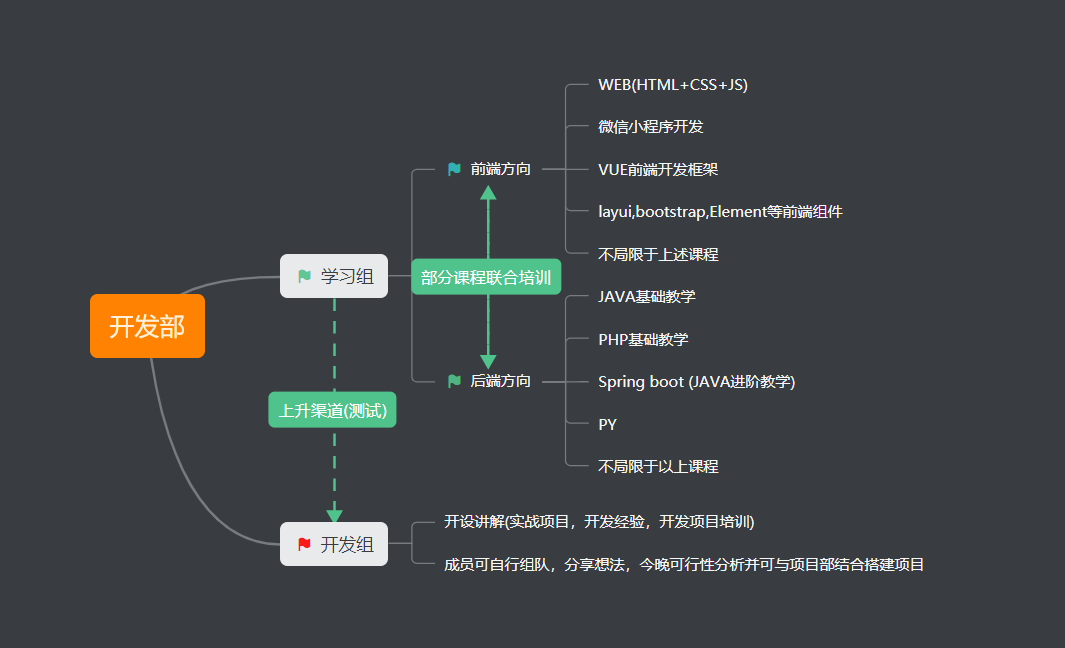 开发部
学习组
前端方向
WEB(HTML+CSS+JS)
微信小程序开发
VUE前端开发框架
layui,bootstrap,Element等前端组件
不局限于上述课程
部分课程联合培训
后端方向
JAVA基础教学
PHP基础教学
Spring boot (JAVA进阶教学)
PY
不局限于以上课程
上升渠道(测试)
开发组
开设讲解(实战项目，开发经验，开发项目培训)
成员可自行组队，分享想法，今晚可行性分析并可与项目部结合搭建项目